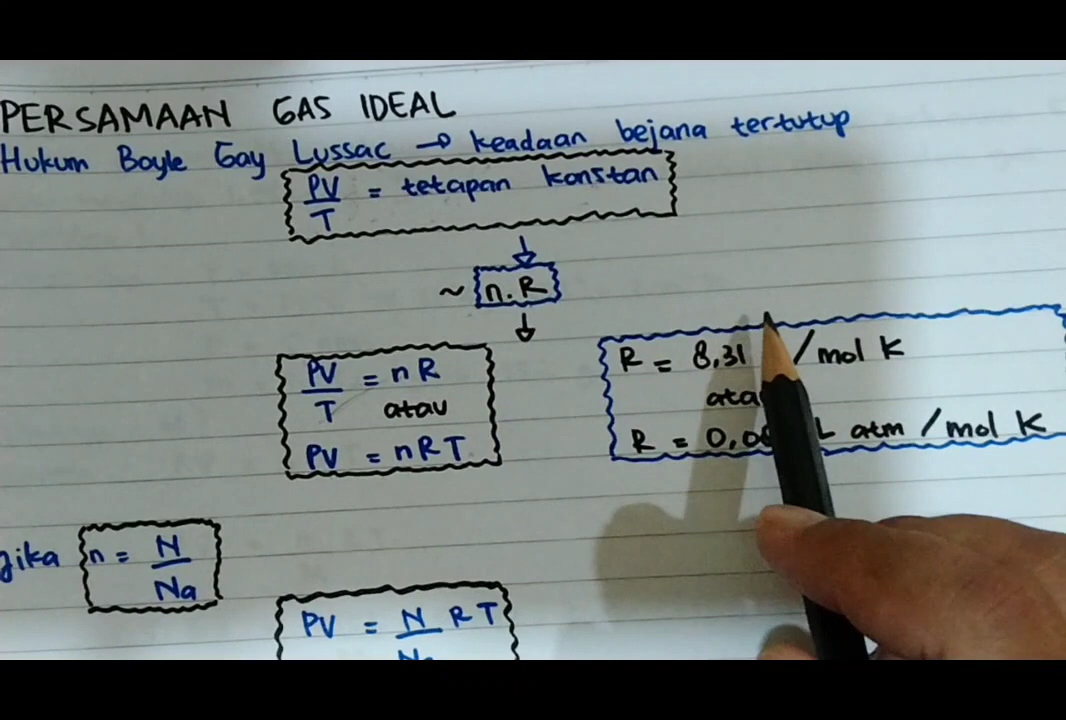 PERSAMAAN GAS IDEAL
Hukum Boyle Gay Lussac → keadaan bejana tertutup
PV/T = tetapan konstan
~ n.R
PV/T = nR
atau
PV = nRT
R = 8,31 /mol K
R = L atm /mol K
jika n = N/Na
PV = N RT